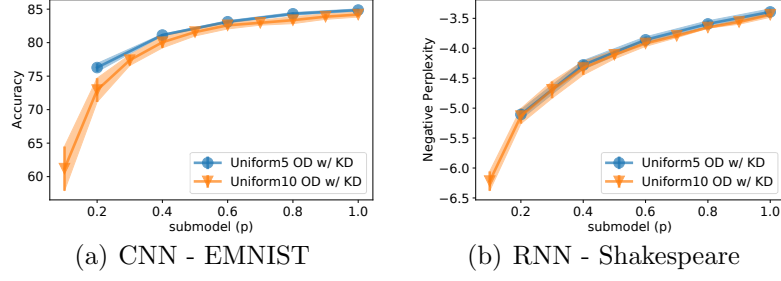 85
80
75
70
65
60
Accuracy
Uniform5 OD w/ KD
Uniform10 OD w/ KD
0.2 0.4 0.6 0.8 1.0
submodel (p)
(a) CNN - EMNIST
−3.5
−4.0
−4.5
−5.0
−5.5
−6.0
−6.5
Negative Perplexity
Uniform5 OD w/ KD
Uniform10 OD w/ KD
0.2 0.4 0.6 0.8 1.0
submodel (p)
(b) RNN - Shakespeare